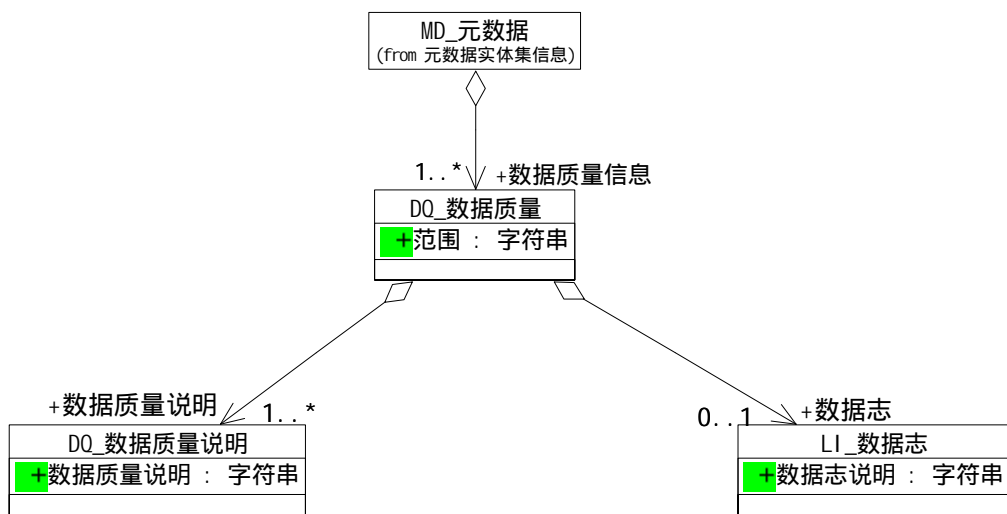 MD_元数据
(from 元数据实体集信息)
1..* +数据质量信息
DQ_数据质量
+范围 : 字符串
+数据质量说明 1..*
0..1 +数据志
DQ_数据质量说明
+数据质量说明 : 字符串
LI_数据志
+数据志说明 : 字符串